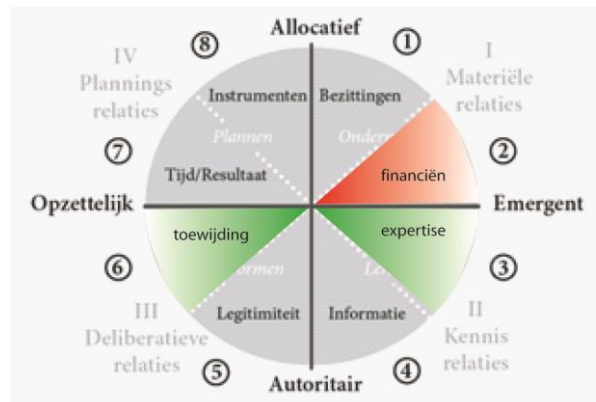 Allocatief
⑧
①
IV
Plannings
relaties
I
Materiële
relaties
Instrumenten
Bezittingen
Plannen
⑦
②
Tijd/Resultaat
financiën
Opzettelijk
Emergent
toewijding
expertise
⑥
③
III
Deliberatieve
relaties
II
Kennis
relaties
Legitimiteit
Informatie
⑤
④
Autoritair